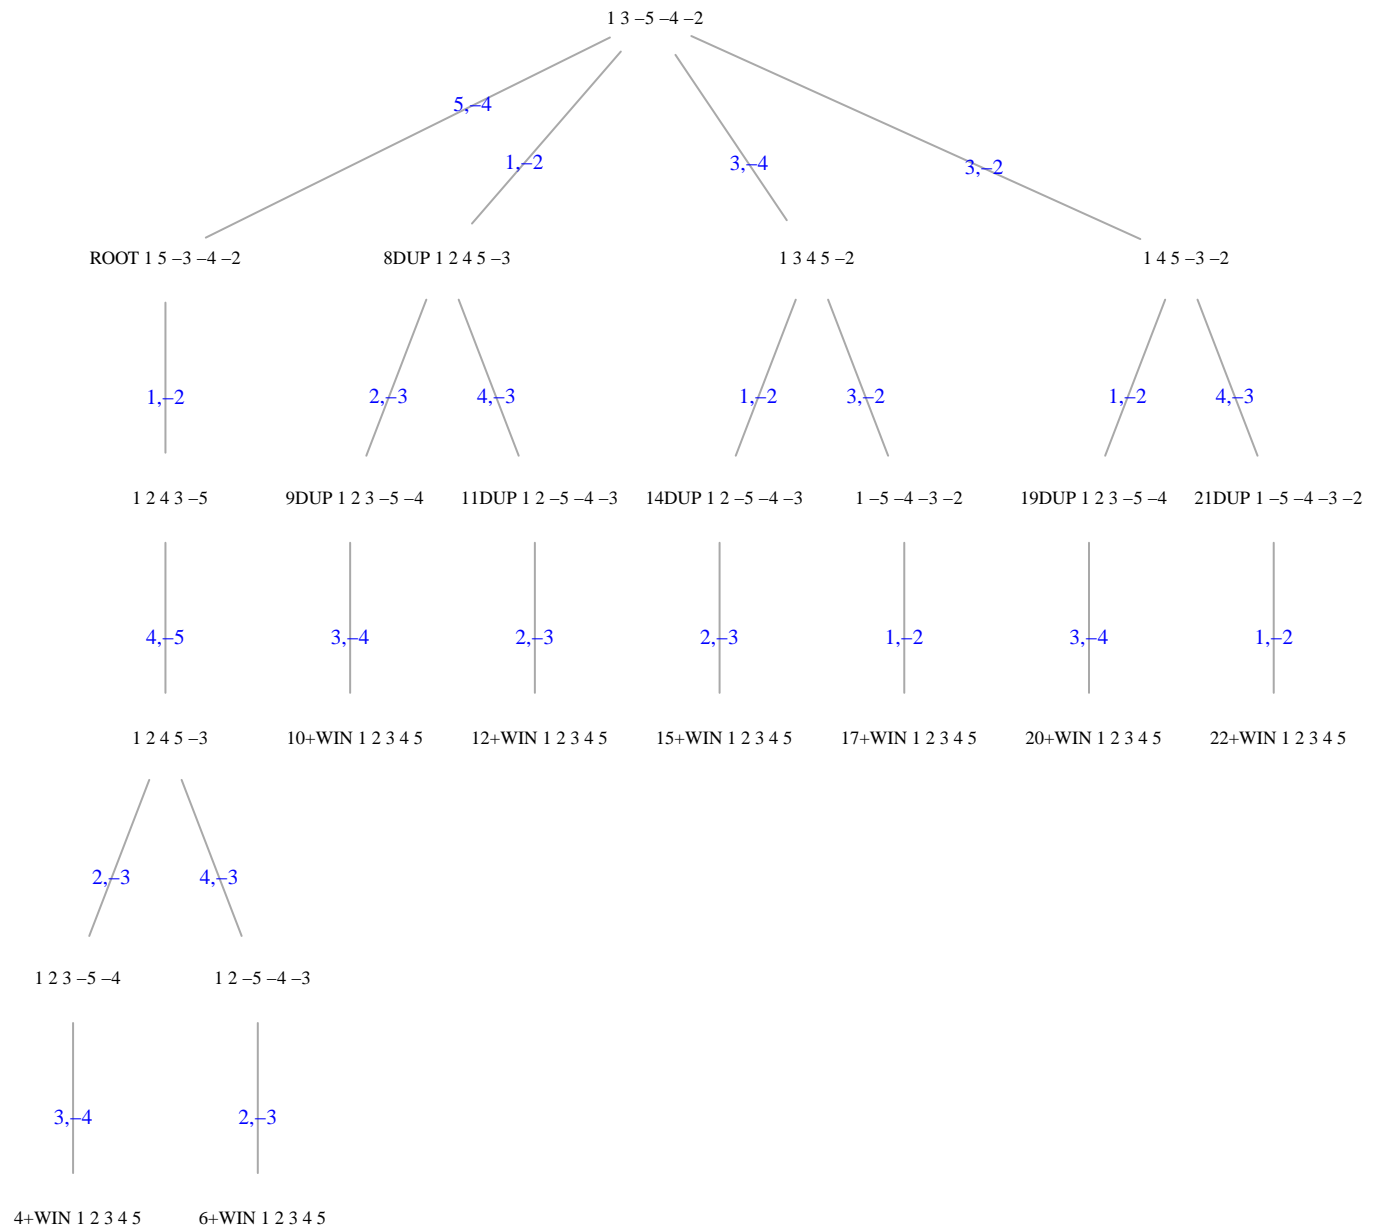 1 3 –5 –4 –2
5,–4
1,–2
3,–4
3,–2
ROOT 1 5 –3 –4 –2
8DUP 1 2 4 5 –3
1 3 4 5 –2
1 4 5 –3 –2
1,–2
2,–3
4,–3
1,–2
3,–2
1,–2
4,–3
1 2 4 3 –5
9DUP 1 2 3 –5 –4
11DUP 1 2 –5 –4 –3
14DUP 1 2 –5 –4 –3
1 –5 –4 –3 –2
19DUP 1 2 3 –5 –4
21DUP 1 –5 –4 –3 –2
4,–5
3,–4
2,–3
2,–3
1,–2
3,–4
1,–2
1 2 4 5 –3
10+WIN 1 2 3 4 5
12+WIN 1 2 3 4 5
15+WIN 1 2 3 4 5
17+WIN 1 2 3 4 5
20+WIN 1 2 3 4 5
22+WIN 1 2 3 4 5
2,–3
4,–3
1 2 3 –5 –4
1 2 –5 –4 –3
3,–4
2,–3
4+WIN 1 2 3 4 5
6+WIN 1 2 3 4 5